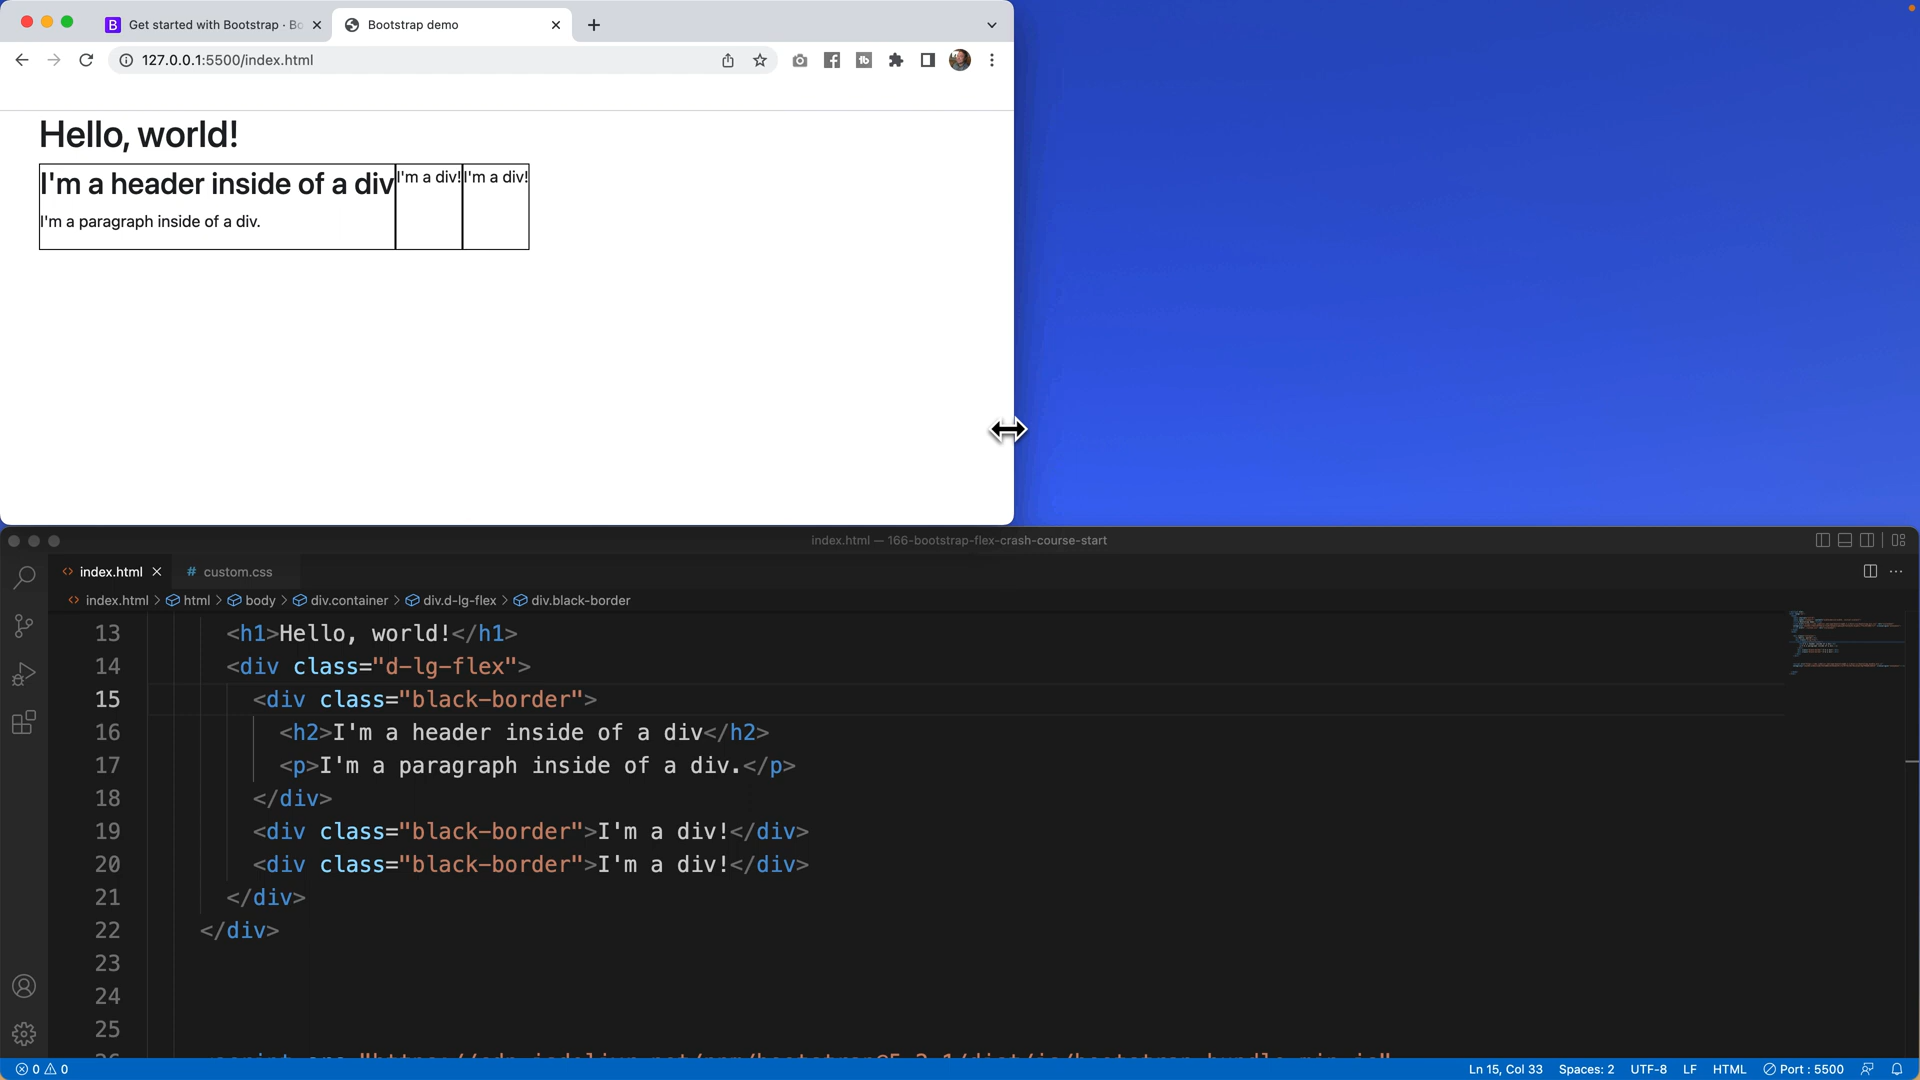 Get started with Bootstrap · Bo
Bootstrap demo
127.0.0.1:5500/index.html
Hello, world!
I'm a header inside of a div
I'm a div!
I'm a div!
I'm a paragraph inside of a div.
index.html — 166-bootstrap-flex-crash-course-start
index.html
# custom.css
index.html > html > body > div.container > div.d-lg-flex > div.black-border
13 <h1>Hello, world!</h1>
14 <div class="d-lg-flex">
15 <div class="black-border">
16 <h2>I'm a header inside of a div</h2>
17 <p>I'm a paragraph inside of a div.</p>
18 </div>
19 <div class="black-border">I'm a div!</div>
20 <div class="black-border">I'm a div!</div>
21 </div>
22 </div>
23
24
25
0 0
Ln 15, Col 33 Spaces: 2 UTF-8 LF HTML Port : 5500